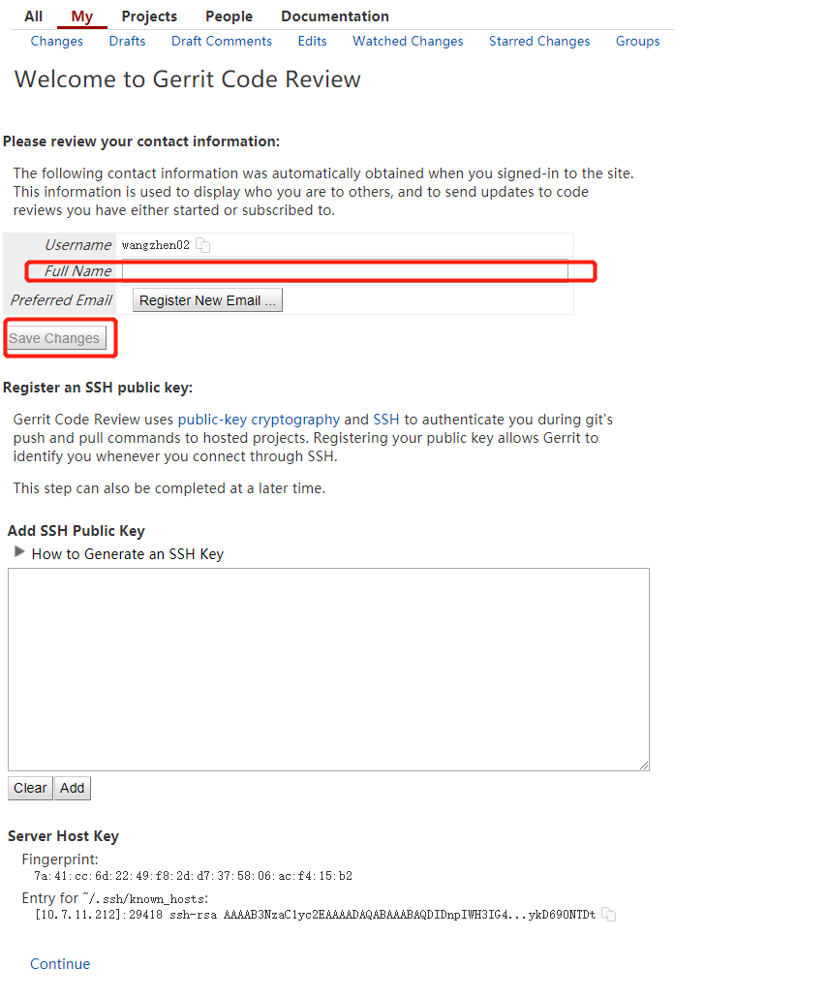 All My Projects People Documentation
Changes Drafts Draft Comments Edits Watched Changes Starred Changes Groups
Welcome to Gerrit Code Review
Please review your contact information:
The following contact information was automatically obtained when you signed-in to the site.
This information is used to display who you are to others, and to send updates to code
reviews you have either started or subscribed to.
Username wangzhen02
Full Name
Preferred Email Register New Email ...
Save Changes
Register an SSH public key:
Gerrit Code Review uses public-key cryptography and SSH to authenticate you during git's
push and pull commands to hosted projects. Registering your public key allows Gerrit to
identify you whenever you connect through SSH.
This step can also be completed at a later time.
Add SSH Public Key
How to Generate an SSH Key
Clear Add
Server Host Key
Fingerprint:
7a:41:cc:6d:22:49:f8:2d:d7:37:58:06:ac:f4:15:b2
Entry for ~/.ssh/known_hosts:
[10.7.11.212]:29418 ssh-rsa AAAAB3NzaC1yc2EAAAADAQABAAABAQDIDnpIWH3IG4...ykD690NTDt
Continue